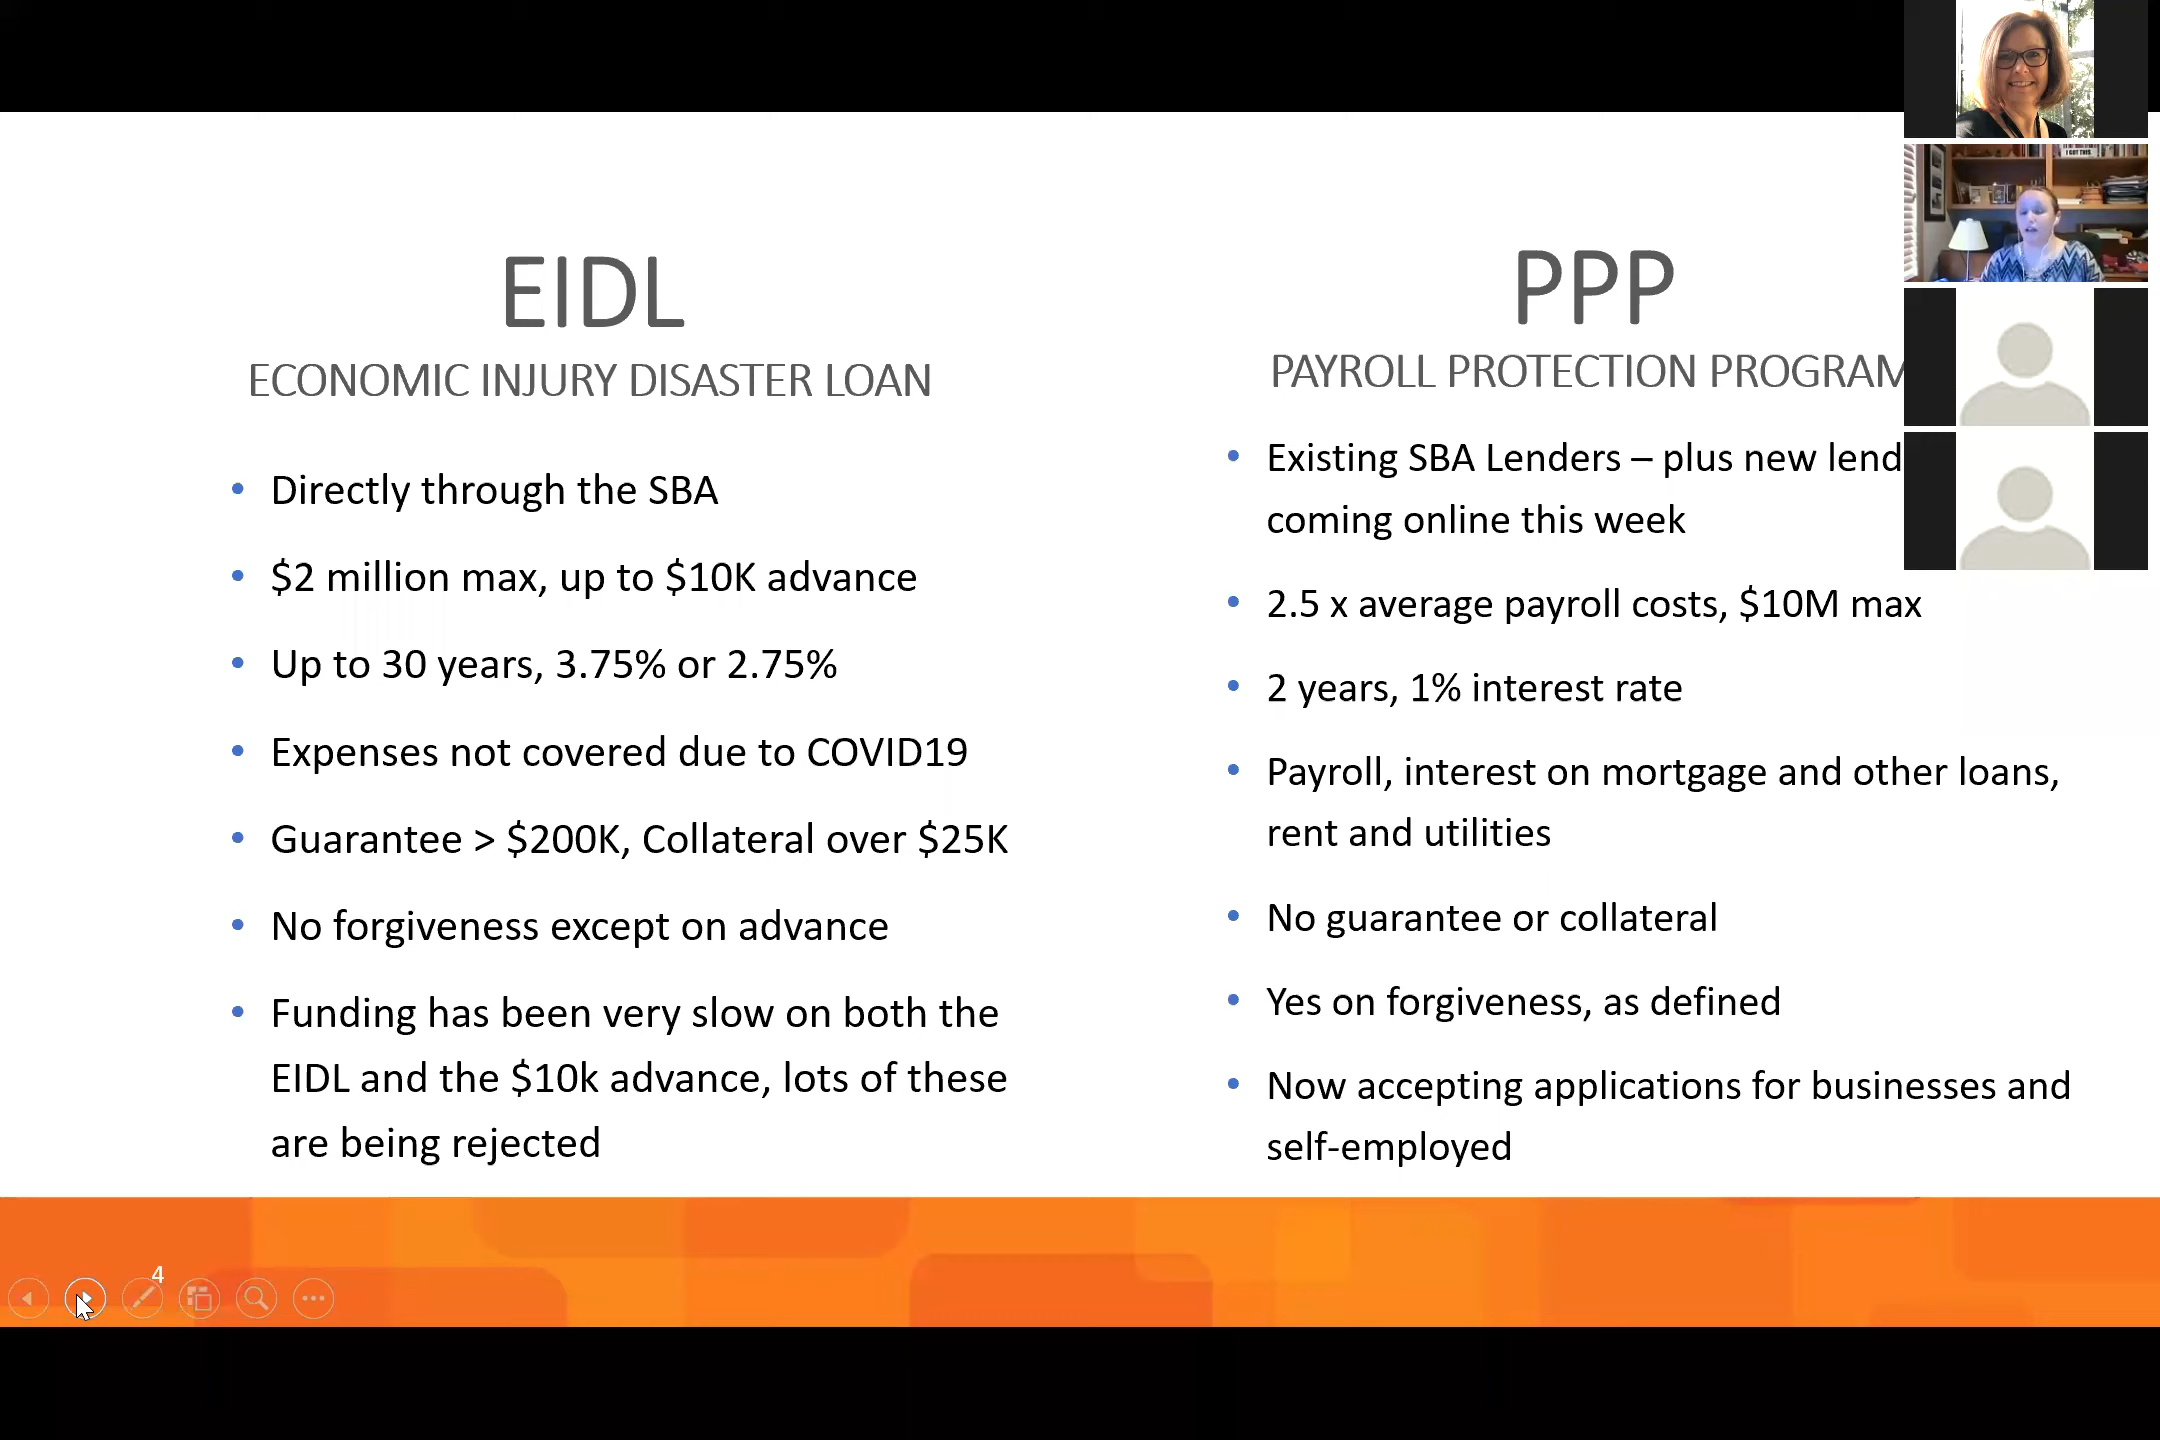 EIDL
ECONOMIC INJURY DISASTER LOAN
• Directly through the SBA
• $2 million max, up to $10K advance
• Up to 30 years, 3.75% or 2.75%
• Expenses not covered due to COVID19
• Guarantee > $200K, Collateral over $25K
• No forgiveness except on advance
• Funding has been very slow on both the
EIDL and the $10k advance, lots of these
are being rejected
PPP
PAYROLL PROTECTION PROGRAM
• Existing SBA Lenders – plus new lend
coming online this week
• 2.5 x average payroll costs, $10M max
• 2 years, 1% interest rate
• Payroll, interest on mortgage and other loans,
rent and utilities
• No guarantee or collateral
• Yes on forgiveness, as defined
• Now accepting applications for businesses and
self-employed
I GOT THIS
4